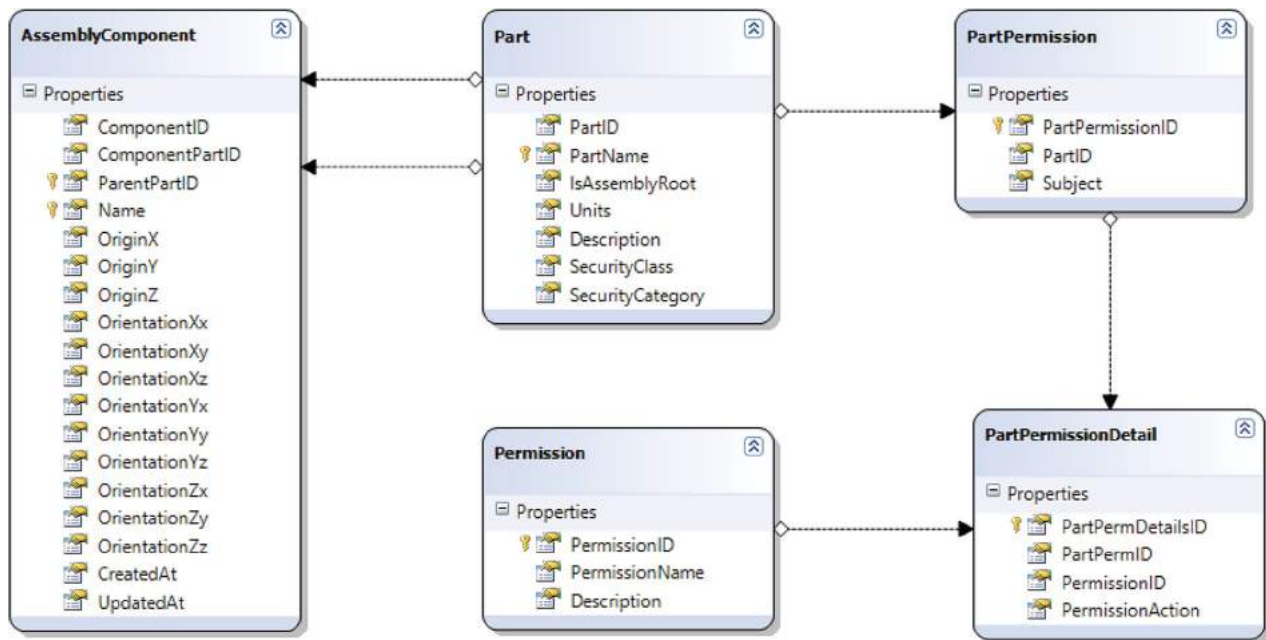 AssemblyComponent
Properties
ComponentID
ComponentPartID
ParentPartID
Name
OriginX
OriginY
OriginZ
OrientationXx
OrientationXy
OrientationXz
OrientationYx
OrientationYy
OrientationYz
OrientationZx
OrientationZy
OrientationZz
CreatedAt
UpdatedAt
Part
Properties
PartID
PartName
IsAssemblyRoot
Units
Description
SecurityClass
SecurityCategory
PartPermission
Properties
PartPermissionID
PartID
Subject
Permission
Properties
PermissionID
PermissionName
Description
PartPermissionDetail
Properties
PartPermDetailsID
PartPermID
PermissionID
PermissionAction